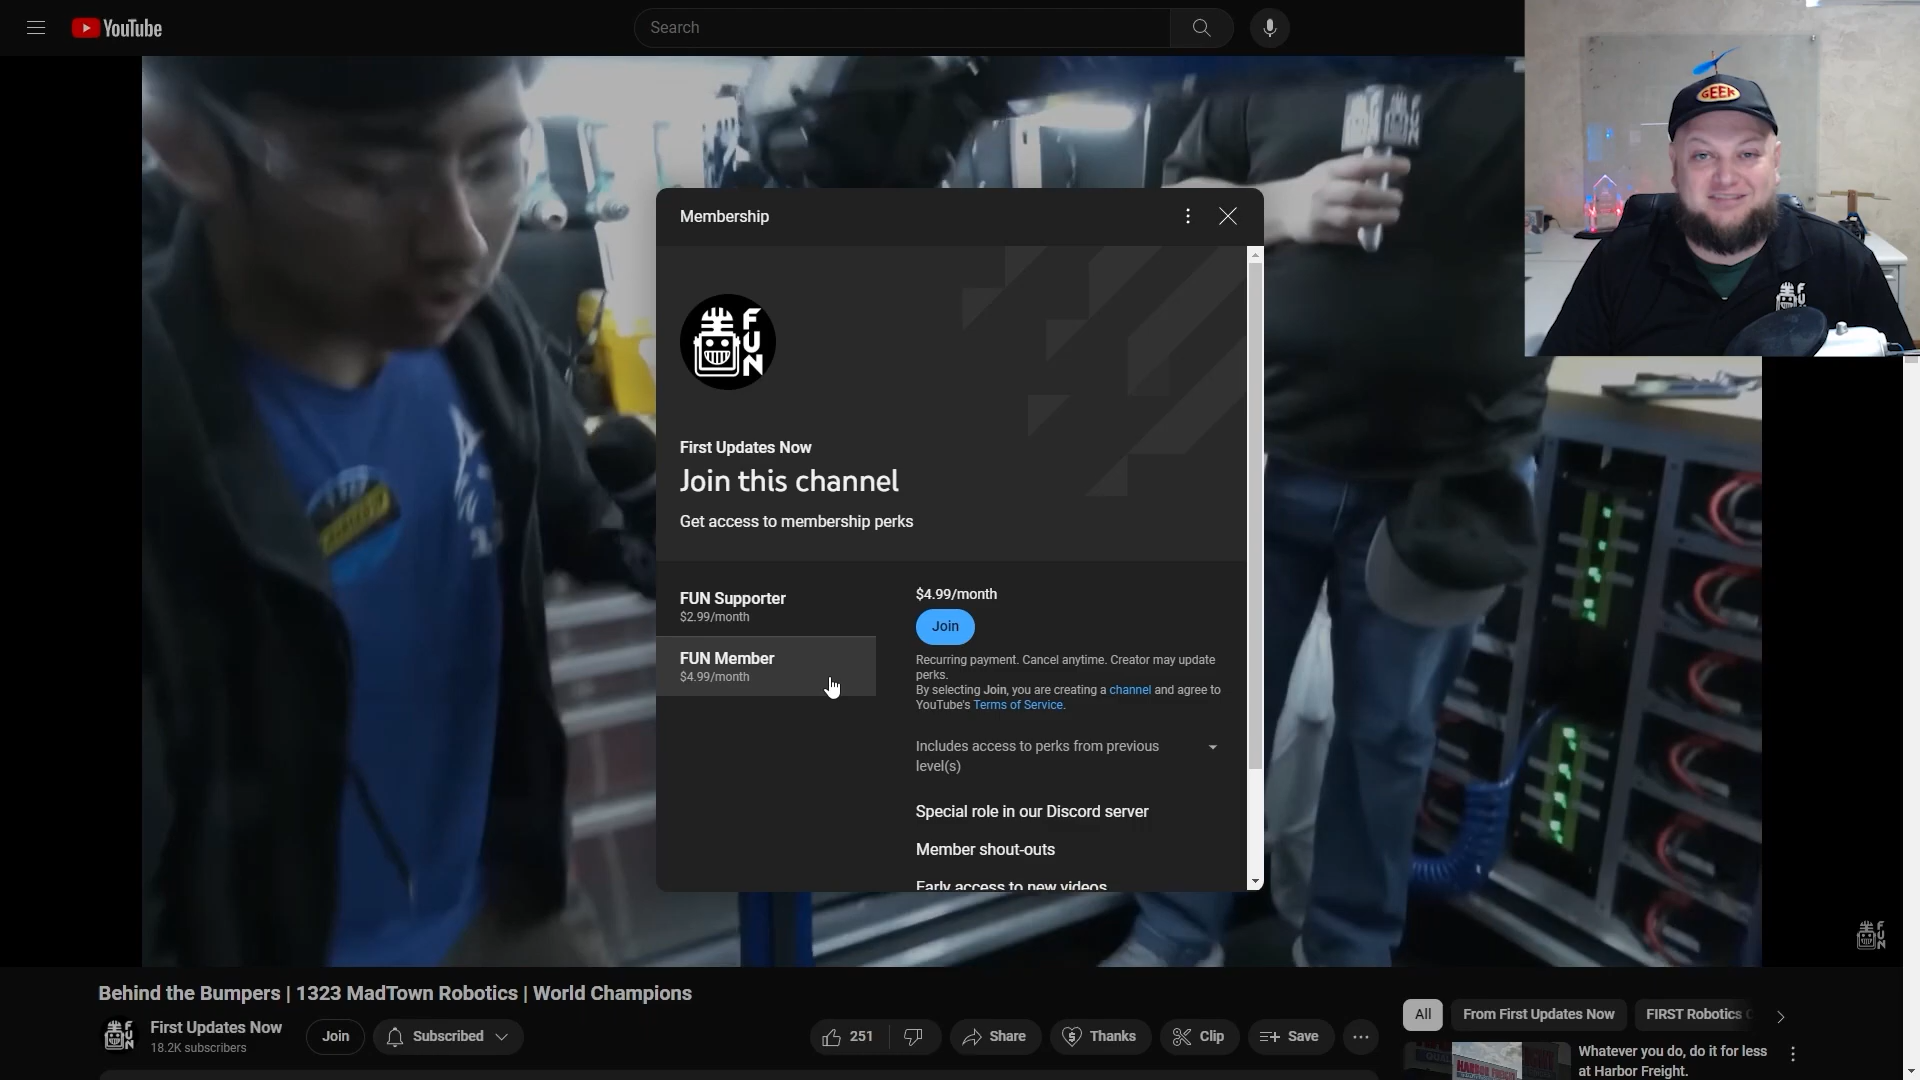 YouTube
Search
GEEK
FUN
Membership
FUN
First Updates Now
Join this channel
Get access to membership perks
FUN Supporter
$2.99/month
FUN Member
$4.99/month
$4.99/month
Join
Recurring payment. Cancel anytime. Creator may update
perks.
By selecting Join, you are creating a channel and agree to
YouTube's Terms of Service.
Includes access to perks from previous
level(s)
Special role in our Discord server
Member shout-outs
Early access to new videos
FUN
Behind the Bumpers | 1323 MadTown Robotics | World Champions
FUN
First Updates Now
18.2K subscribers
Join
Subscribed
251
Share
Thanks
Clip
Save
All
From First Updates Now
FIRST Robotics
Whatever you do, do it for less
at Harbor Freight.